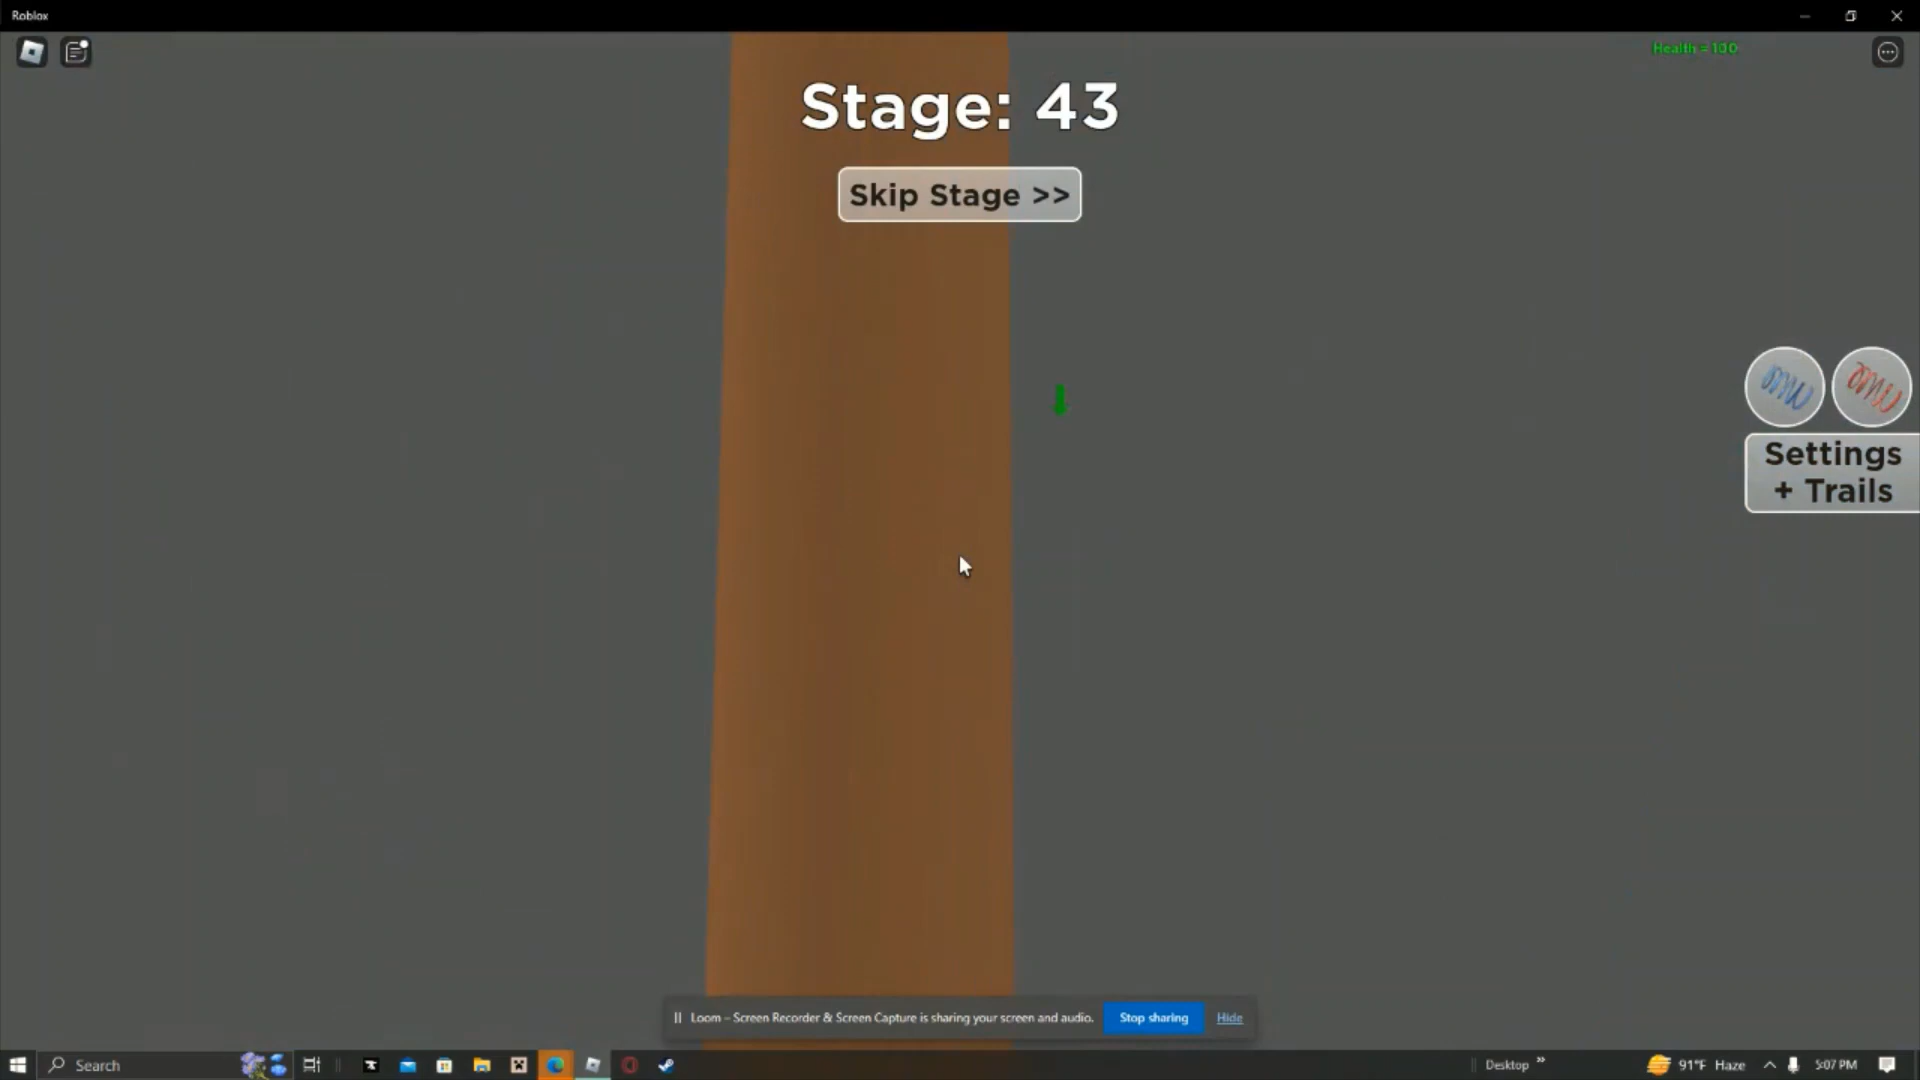 Roblox
Health = 100
Stage: 43
Skip Stage >>
Settings
+ Trails
Loom – Screen Recorder & Screen Capture is sharing your screen and audio.
Stop sharing
Hide
Search
Desktop
91°F Haze
5:07 PM